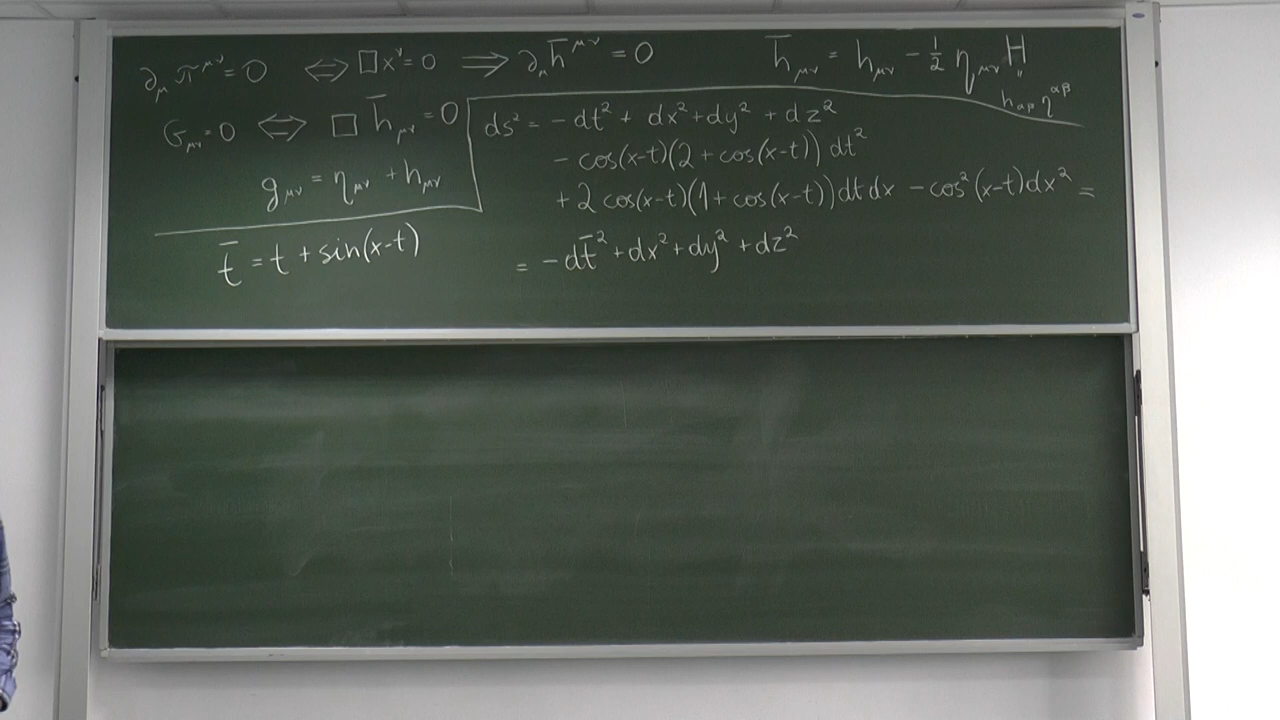 ∂_μ π^{μν} = 0 ⇔ □x^ν = 0 ⇒ ∂_μ h̄^{μν} = 0 h̄_{μν} = h_{μν} - ½ η_{μν} H
h_{αβ} η^{αβ}
G_{μν} = 0 ⇔ □ h̄_{μν} = 0
g_{μν} = η_{μν} + h_{μν}
ds² = - dt² + dx² + dy² + dz²
- cos(x-t)(2 + cos(x-t)) dt²
+ 2 cos(x-t)(1 + cos(x-t)) dt dx - cos²(x-t) dx² =
t̄ = t + sin(x-t)
= - dt̄² + dx² + dy² + dz²